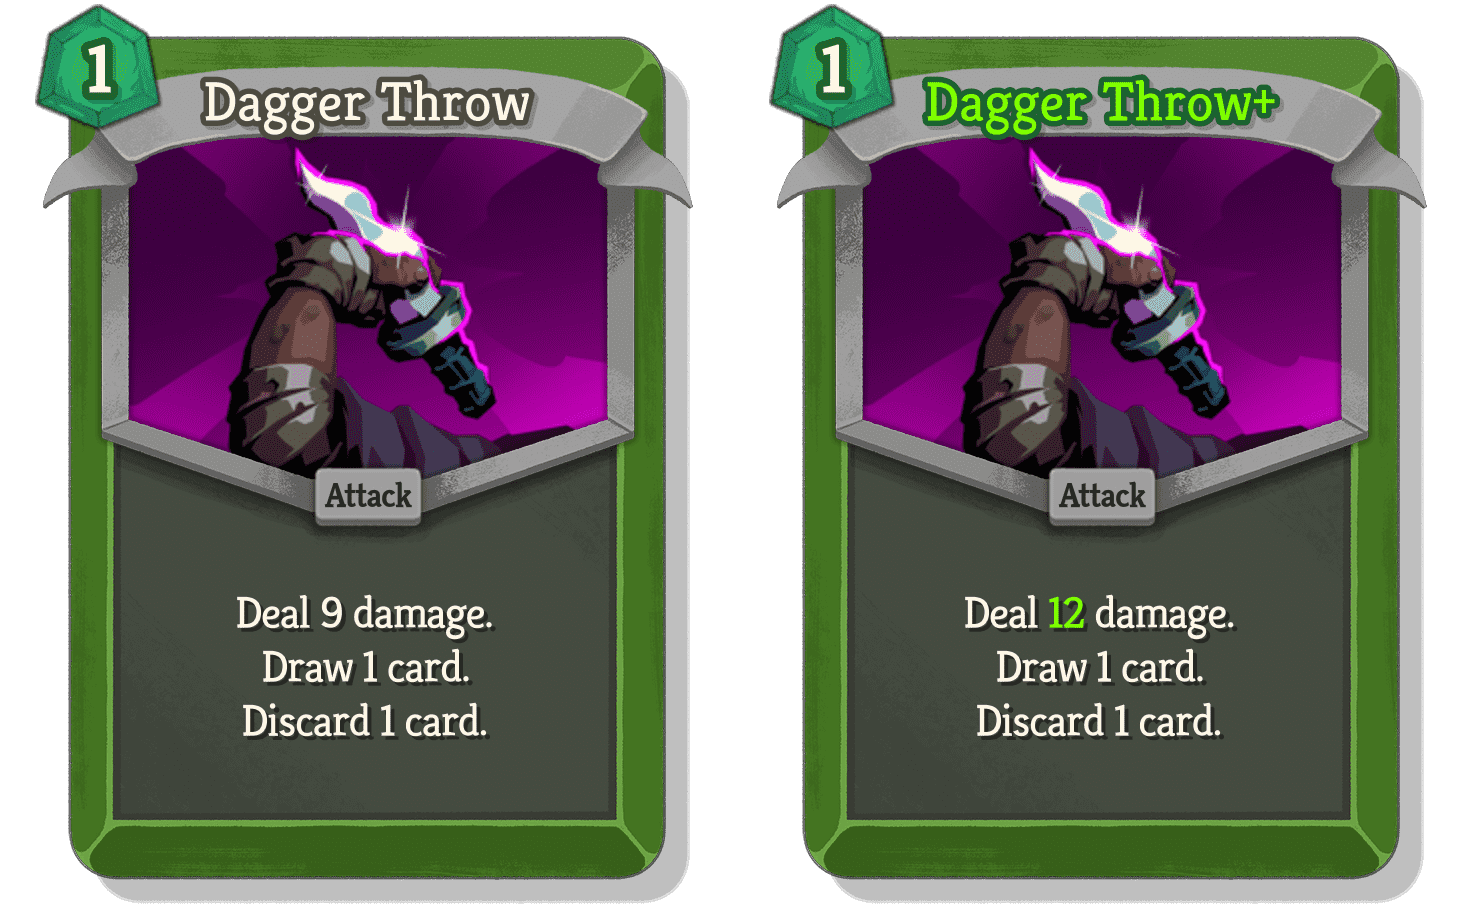 1
Dagger Throw
Attack
Deal 9 damage.
Draw 1 card.
Discard 1 card.
1
Dagger Throw+
Attack
Deal 12 damage.
Draw 1 card.
Discard 1 card.